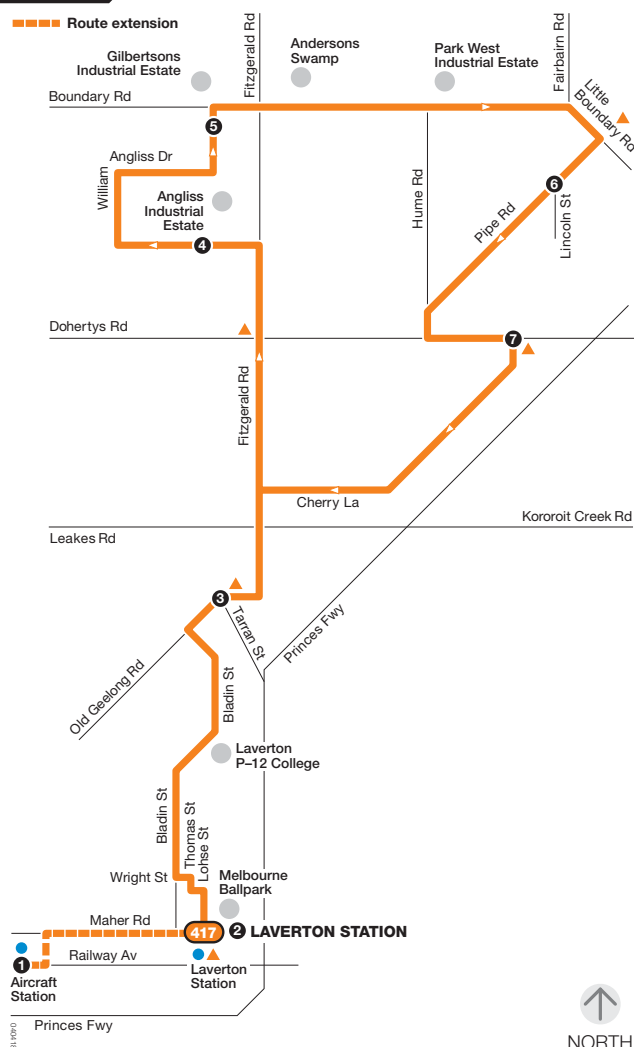 Route extension
Gilbertsons
Industrial Estate
Fitzgerald Rd
Andersons
Swamp
Park West
Industrial Estate
Fairbairn Rd
Little
Boundary Rd
Boundary Rd
5
Angliss Dr
William
Angliss
Industrial
Estate
4
Hume Rd
6
Pipe Rd
Lincoln St
Dohertys Rd
7
Fitzgerald Rd
Cherry La
Kororoit Creek Rd
Leakes Rd
3
Tarran St
Princes Fwy
Old Geelong Rd
Bladin St
Laverton
P–12 College
Bladin St
Thomas St
Lohse St
Wright St
Melbourne
Ballpark
Maher Rd
417 2 LAVERTON STATION
1
Railway Av
Aircraft
Station
Laverton
Station
Princes Fwy
NORTH